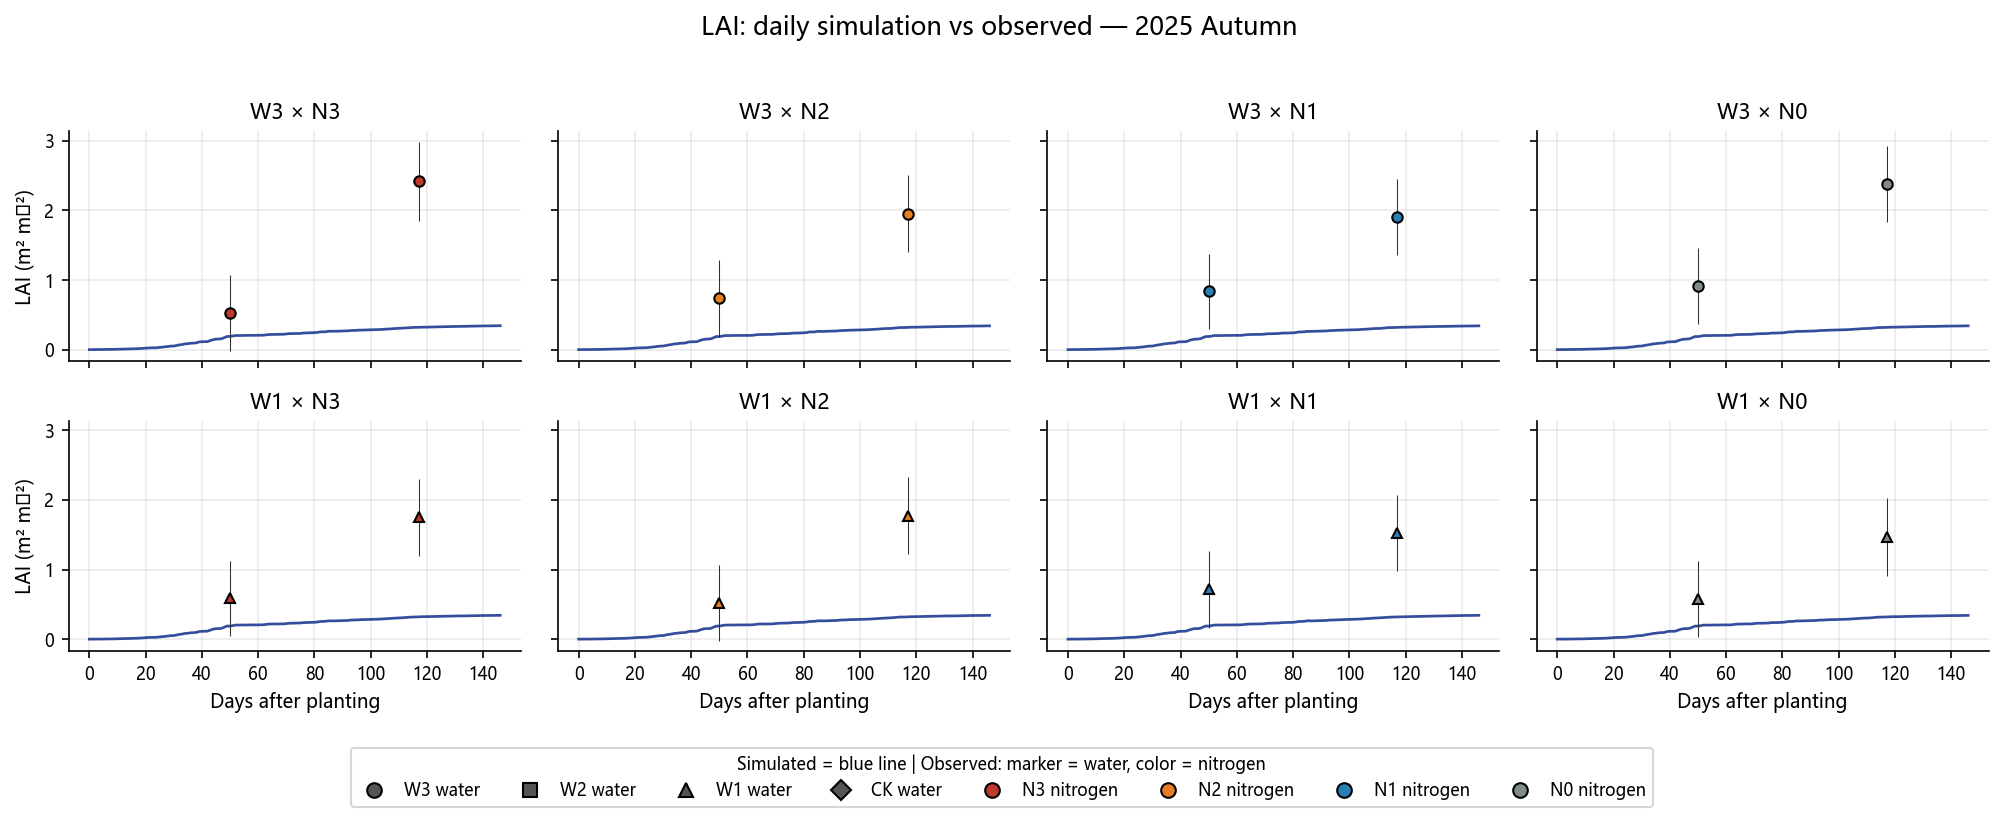 LAI: daily simulation vs observed — 2025 Autumn
W3 × N3
W3 × N2
W3 × N1
W3 × N0
3
2
1
0
LAI (m² m▯²)
W1 × N3
W1 × N2
W1 × N1
W1 × N0
3
2
1
0
LAI (m² m▯²)
0 20 40 60 80 100 120 140
0 20 40 60 80 100 120 140
0 20 40 60 80 100 120 140
0 20 40 60 80 100 120 140
Days after planting
Days after planting
Days after planting
Days after planting
Simulated = blue line | Observed: marker = water, color = nitrogen
W3 water W2 water W1 water CK water N3 nitrogen N2 nitrogen N1 nitrogen N0 nitrogen